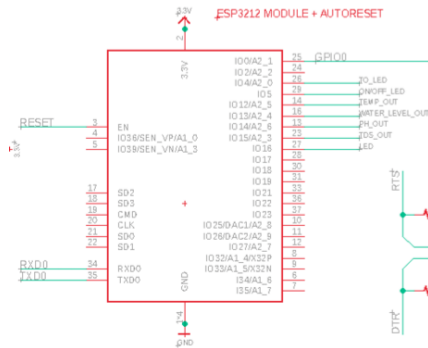 3.3V
ESP3212 MODULE + AUTORESET
2
3.3V
IO0/A2_1 25 GPIO0
IO2/A2_2 24
IO4/A2_0 26 TO_LED
IO5 29 ON/OFF_LED
IO12/A2_5 14 TEMP_OUT
IO13/A2_4 16 WATER_LEVEL_OUT
RESET 3 EN
IO14/A2_6 13 PH_OUT
4 IO36/SEN_VP/A1_0
IO15/A2_3 23 TDS_OUT
5 IO39/SEN_VN/A1_3
IO16 27 LED
3.3V
IO17 28
IO18 30
IO19 31
17 SD2
IO21 33
18 SD3
IO22 36
19 CMD
IO23 37
20 CLK
IO25/DAC1/A2_8 10
21 SD0
IO26/DAC2/A2_9 11
22 SD1
IO27/A2_7 12
IO32/A1_4/X32P 8
RXD0 34 RXD0
IO33/A1_5/X32N 9
TXD0 35 TXD0
I34/A1_6 6
I35/A1_7 7
GND
1*4
GND
RTS
DTR